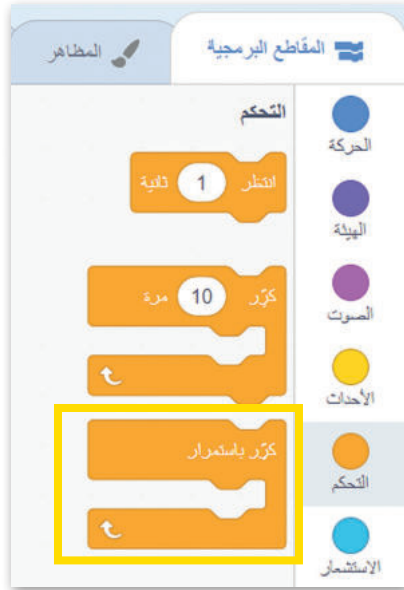 المقاطع البرمجية
المظاهر
الحركة
الهيئة
الصوت
الأحداث
التحكم
الاستشعار
التحكم
انتظر 1 ثانية
كرّر 10 مرة
كرّر باستمرار